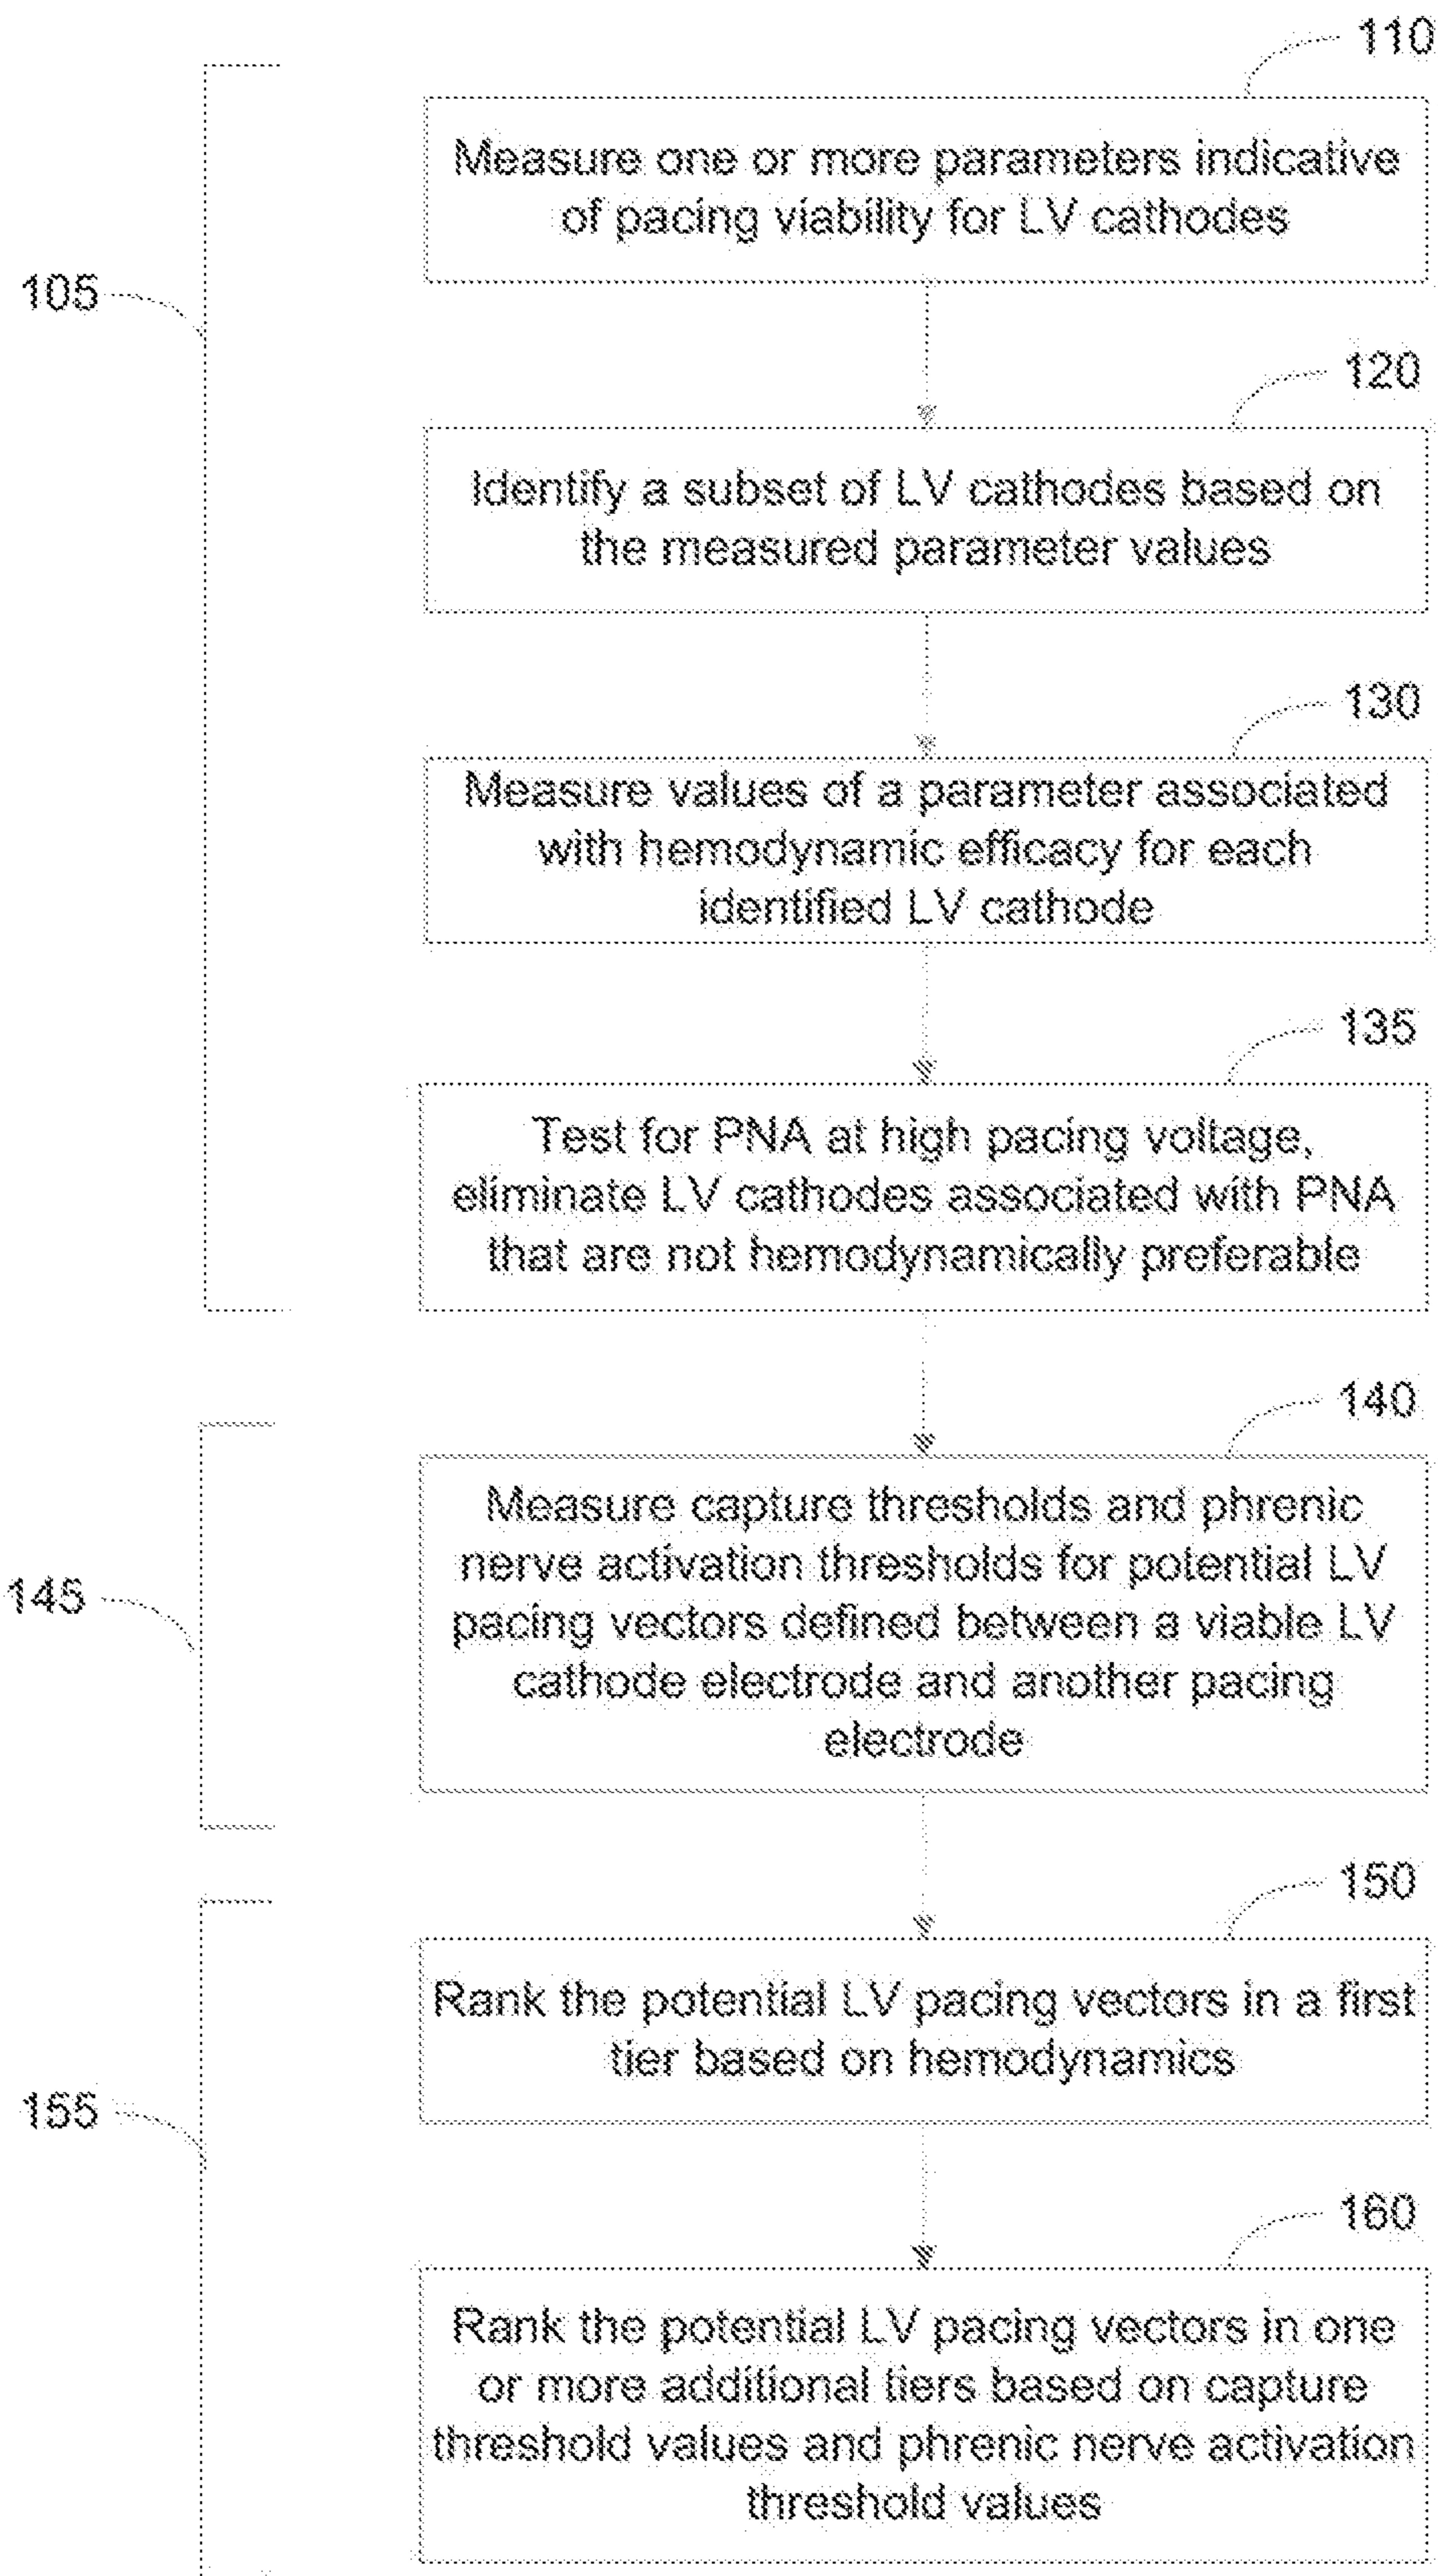 110
Measure one or more parameters indicative
of pacing viability for LV cathodes
105
120
Identify a subset of LV cathodes based on
the measured parameter values
130
Measure values of a parameter associated
with hemodynamic efficacy for each
identified LV cathode
135
Test for PNA at high pacing voltage,
eliminate LV cathodes associated with PNA
that are not hemodynamically preferable
140
Measure capture thresholds and phrenic
nerve activation thresholds for potential LV
pacing vectors defined between a viable LV
cathode electrode and another pacing
electrode
145
150
Rank the potential LV pacing vectors in a first
tier based on hemodynamics
155
160
Rank the potential LV pacing vectors in one
or more additional tiers based on capture
threshold values and phrenic nerve activation
threshold values